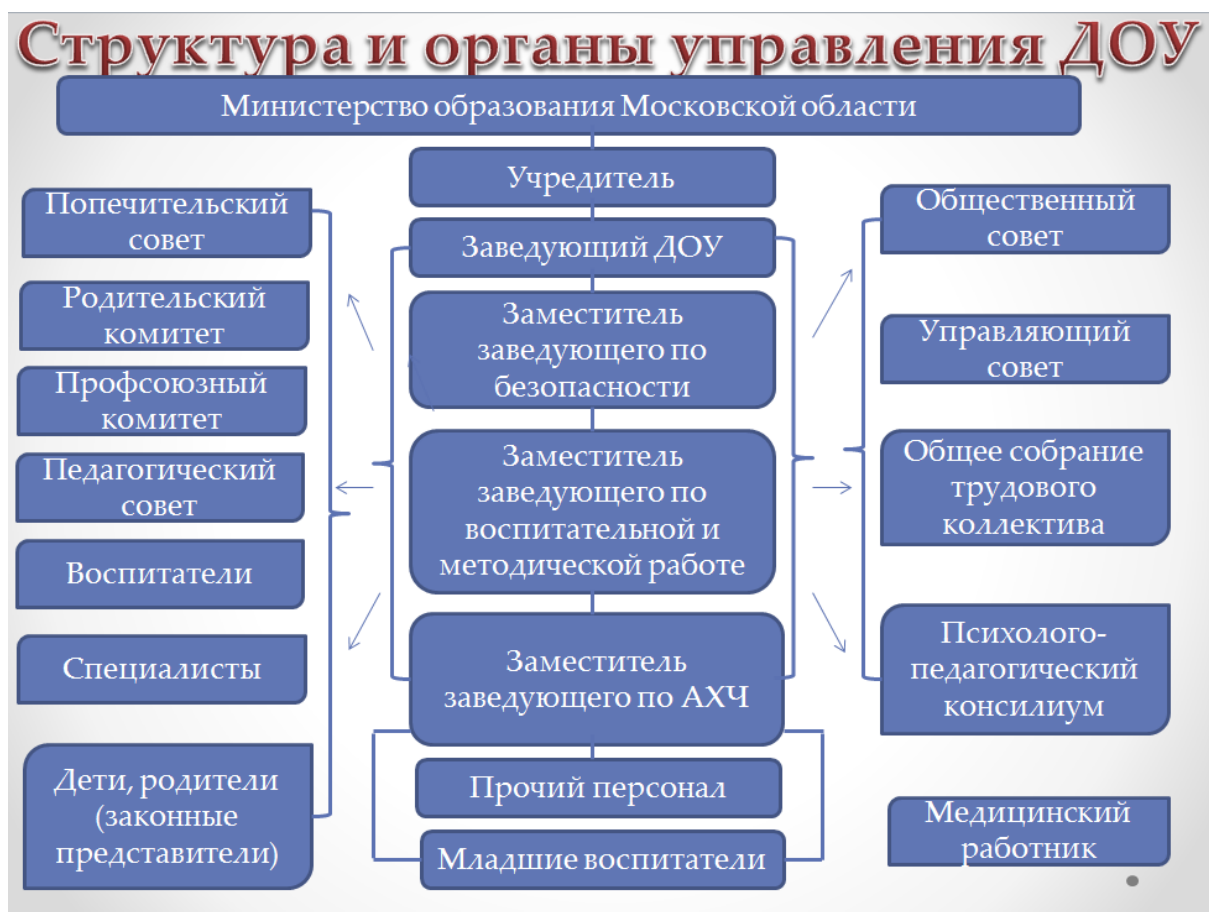 Структура и органы управления ДОУ
Министерство образования Московской области
Учредитель
Заведующий ДОУ
Заместитель
заведующего по
безопасности
Заместитель
заведующего по
воспитательной и
методической работе
Заместитель
заведующего по АХЧ
Прочий персонал
Младшие воспитатели
Попечительский
совет
Родительский
комитет
Профсоюзный
комитет
Педагогический
совет
Воспитатели
Специалисты
Дети, родители
(законные
представители)
Общественный
совет
Управляющий
совет
Общее собрание
трудового
коллектива
Психолого-
педагогический
консилиум
Медицинский
работник